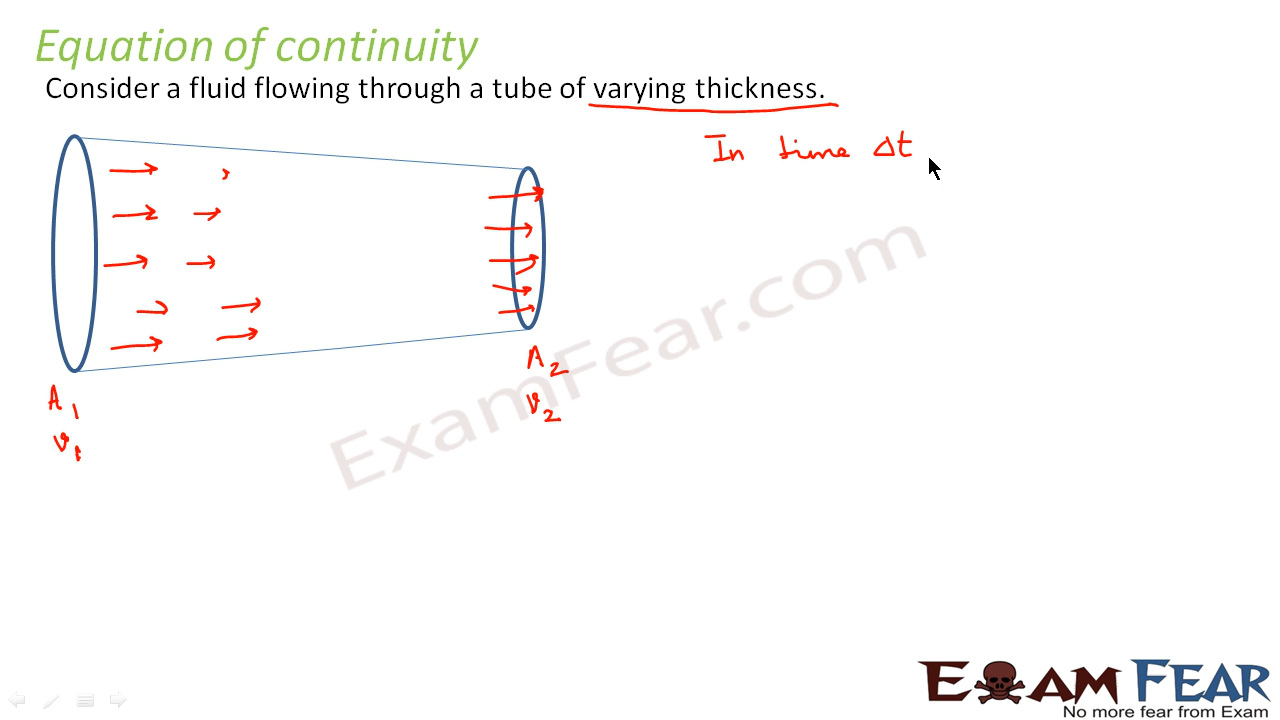 Equation of continuity
Consider a fluid flowing through a tube of varying thickness.
In time Δt
A1
v1
A2
v2
ExamFear.com
EXAM FEAR
No more fear from Exam